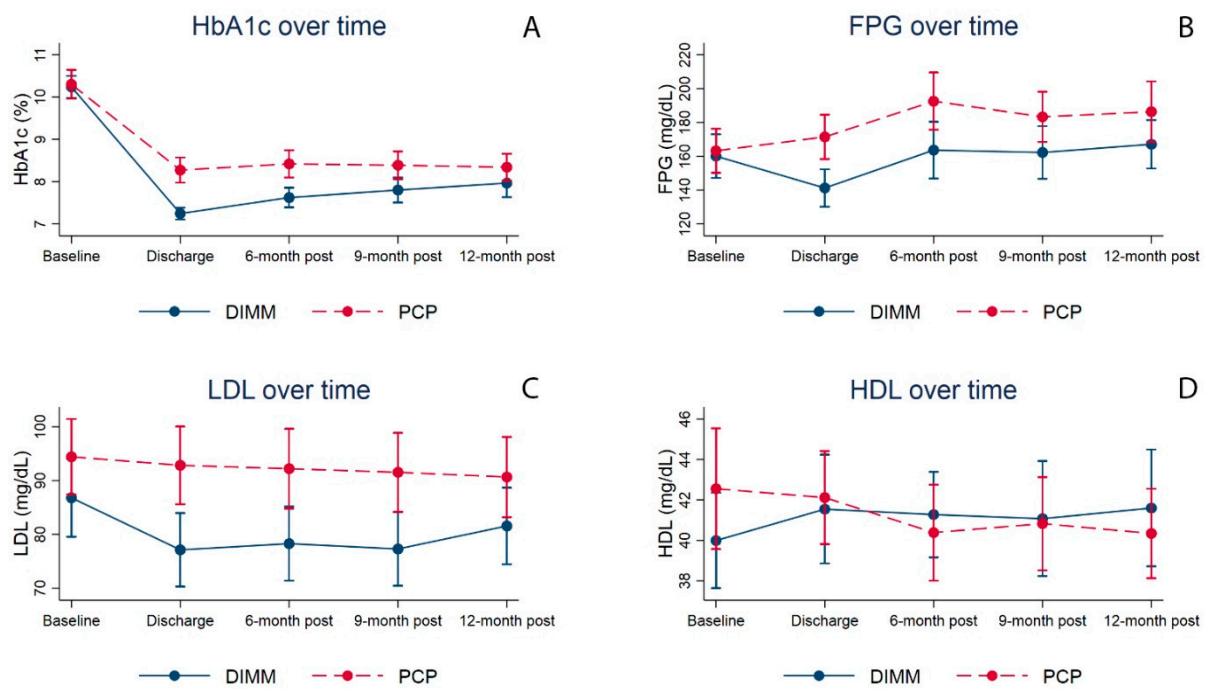 HbA1c over time
A
HbA1c (%)
11
10
9
8
7
Baseline
Discharge
6-month post
9-month post
12-month post
DIMM
PCP
FPG over time
B
FPG (mg/dL)
220
200
180
160
140
120
Baseline
Discharge
6-month post
9-month post
12-month post
DIMM
PCP
LDL over time
C
LDL (mg/dL)
100
90
80
70
Baseline
Discharge
6-month post
9-month post
12-month post
DIMM
PCP
HDL over time
D
HDL (mg/dL)
46
44
42
40
38
Baseline
Discharge
6-month post
9-month post
12-month post
DIMM
PCP